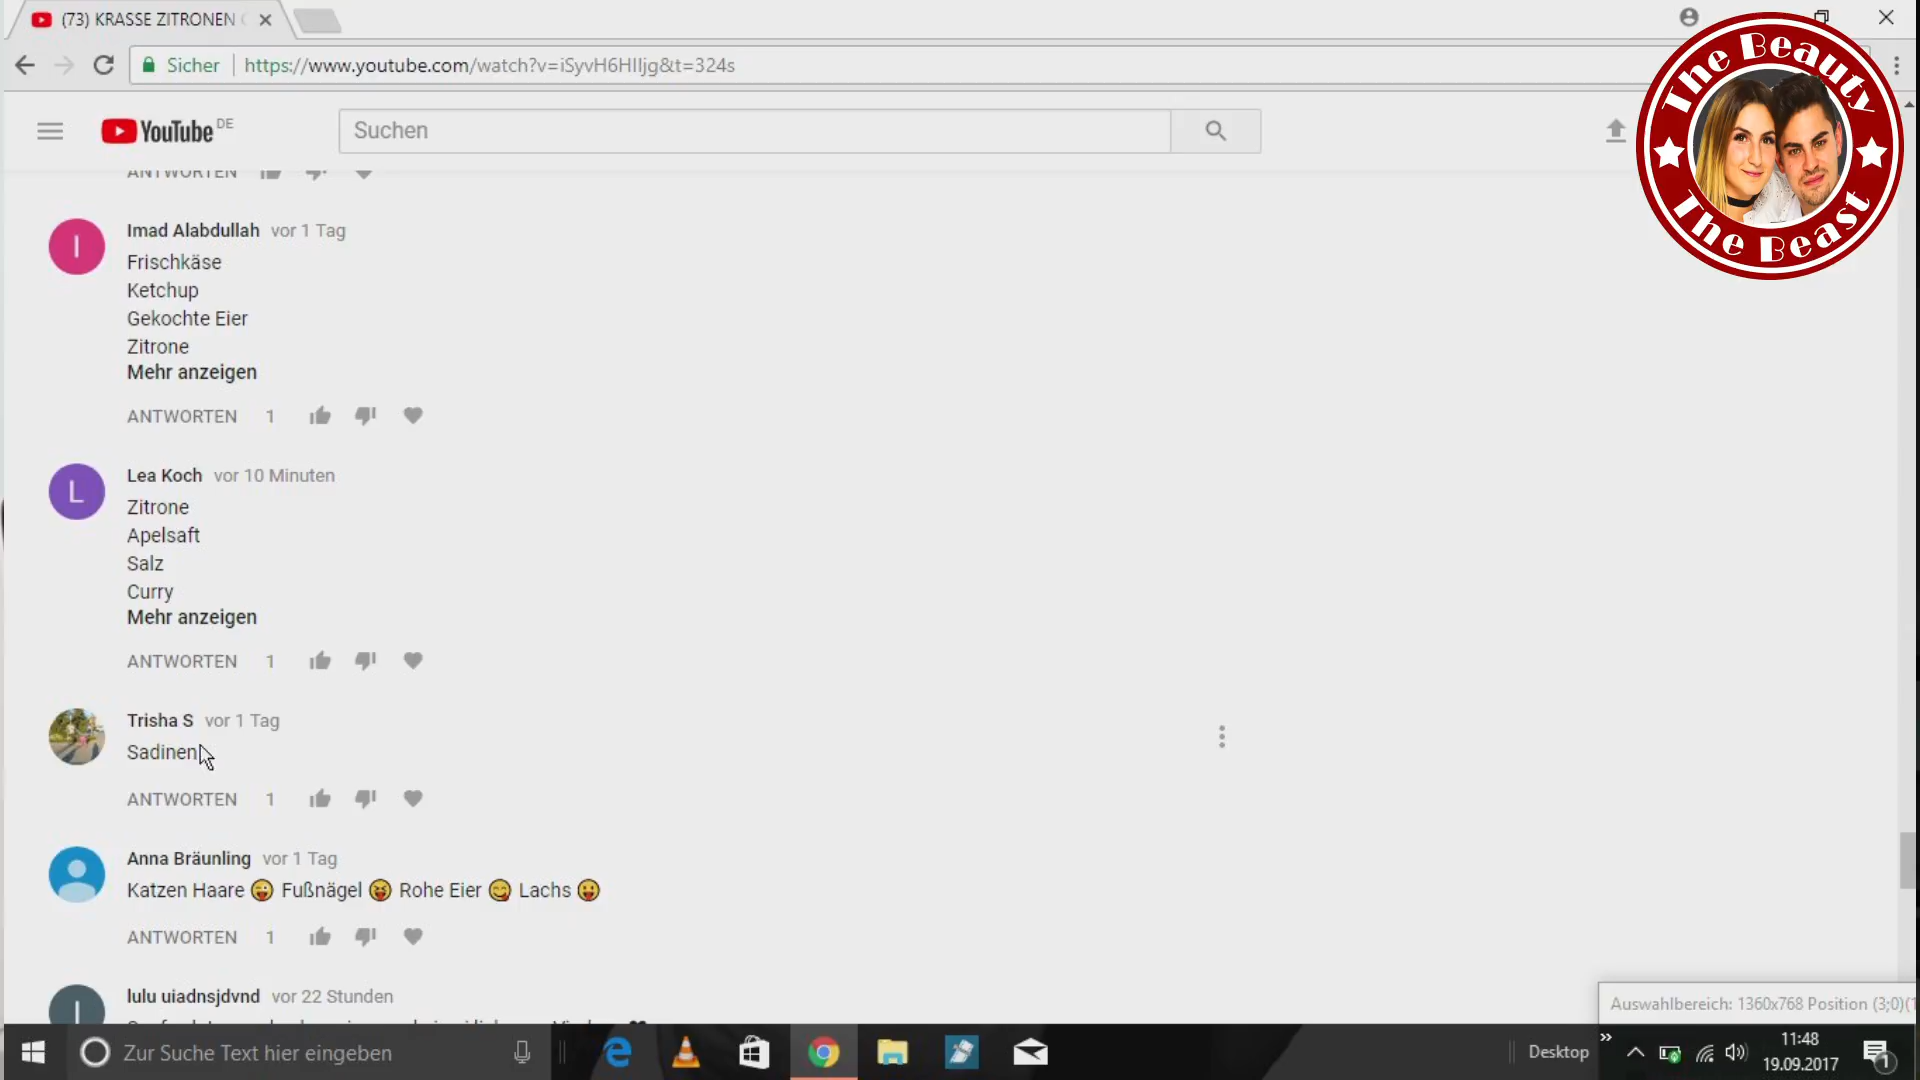 (73) KRASSE ZITRONEN
Sicher
https://www.youtube.com/watch?v=iSyvH6HIIjg&t=324s
YouTube DE
Suchen
The Beauty
The Beast
ANTWORTEN
I
Imad Alabdullah vor 1 Tag
Frischkäse
Ketchup
Gekochte Eier
Zitrone
Mehr anzeigen
ANTWORTEN 1
L
Lea Koch vor 10 Minuten
Zitrone
Apelsaft
Salz
Curry
Mehr anzeigen
ANTWORTEN 1
Trisha S vor 1 Tag
Sadinen
ANTWORTEN 1
Anna Bräunling vor 1 Tag
Katzen Haare 😜 Fußnägel 😝 Rohe Eier 😋 Lachs 😛
ANTWORTEN 1
lulu uiadnsjdvnd vor 22 Stunden
Auswahlbereich: 1360x768 Position (3;0)(1
Zur Suche Text hier eingeben
Desktop
11:48
19.09.2017
1